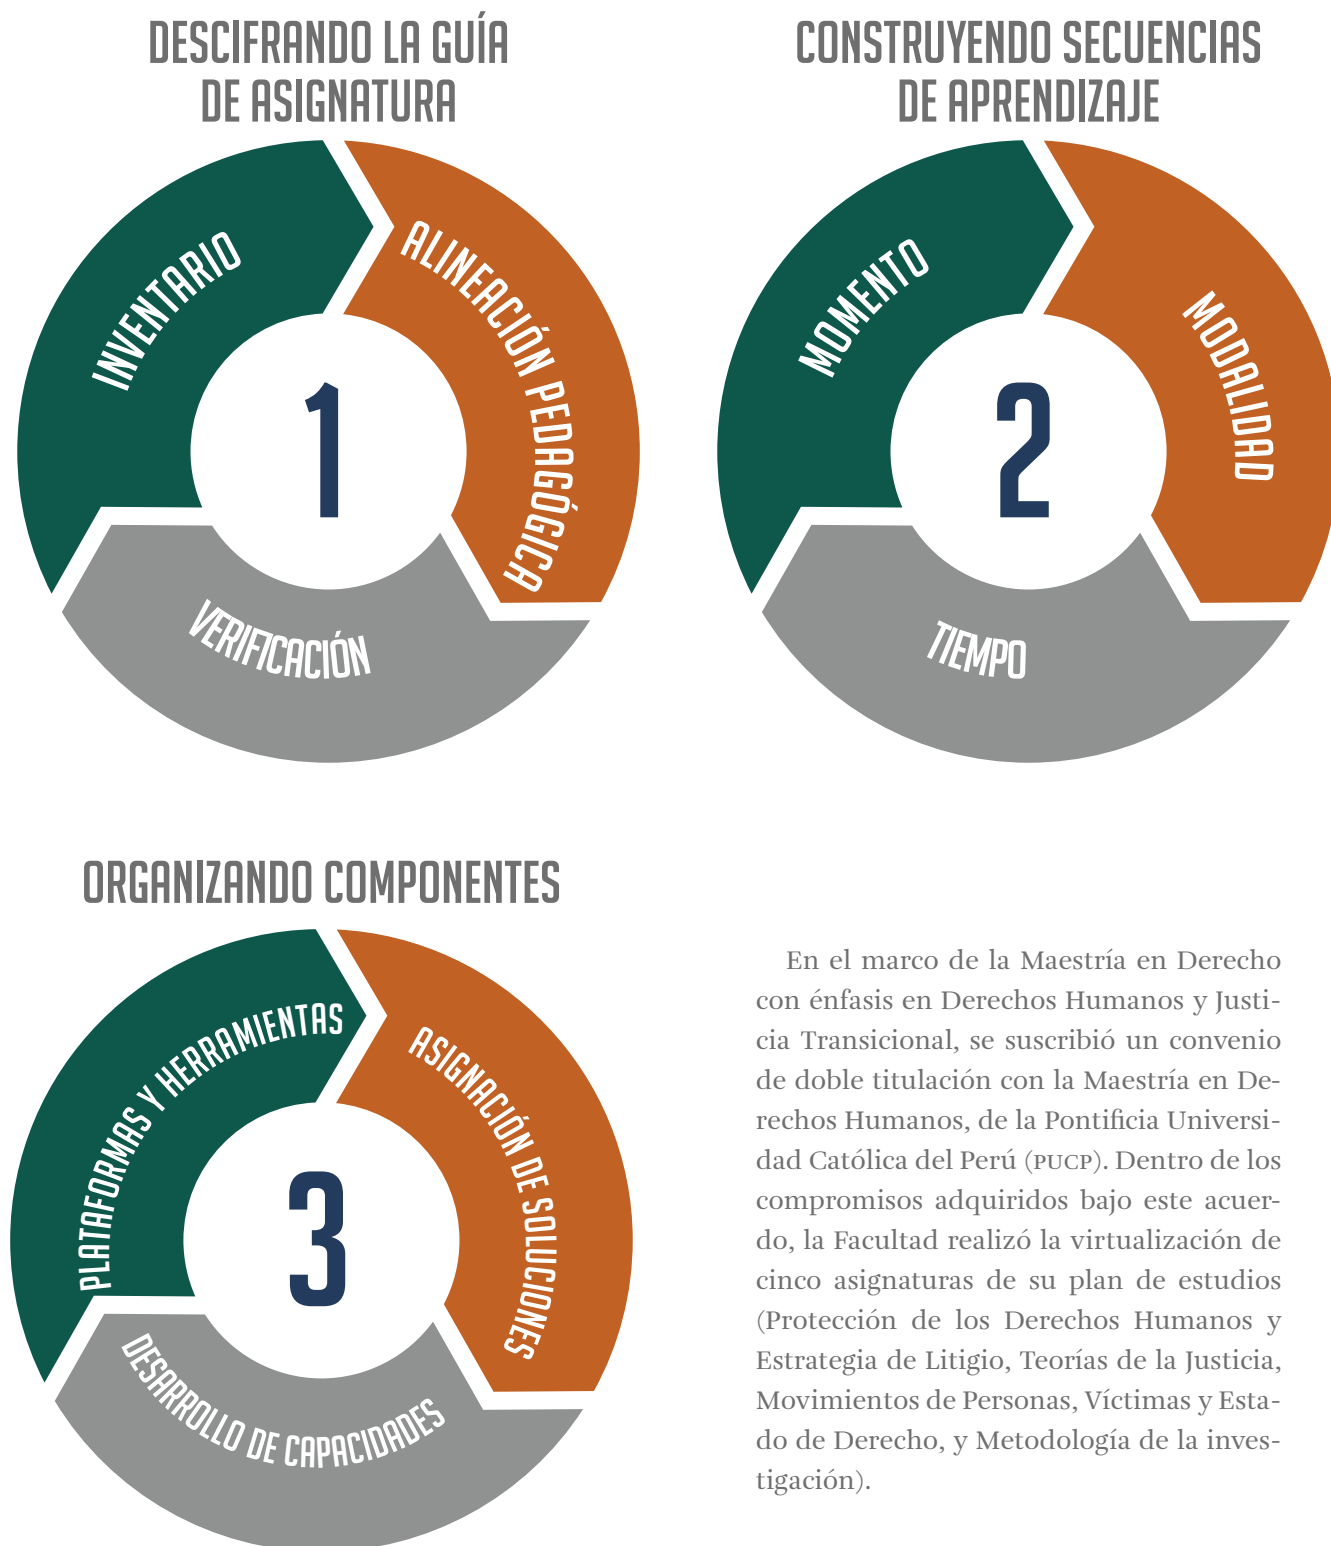 DESCIFRANDO LA GUÍA
DE ASIGNATURA
INVENTARIO
ALINEACIÓN PEDAGÓGICA
VERIFICACIÓN
1
CONSTRUYENDO SECUENCIAS
DE APRENDIZAJE
MOMENTO
MODALIDAD
TIEMPO
2
ORGANIZANDO COMPONENTES
PLATAFORMAS Y HERRAMIENTAS
ASIGNACIÓN DE SOLUCIONES
DESARROLLO DE CAPACIDADES
3
En el marco de la Maestría en Derecho
con énfasis en Derechos Humanos y Justi-
cia Transicional, se suscribió un convenio
de doble titulación con la Maestría en De-
rechos Humanos, de la Pontificia Universi-
dad Católica del Perú (PUCP). Dentro de los
compromisos adquiridos bajo este acuer-
do, la Facultad realizó la virtualización de
cinco asignaturas de su plan de estudios
(Protección de los Derechos Humanos y
Estrategia de Litigio, Teorías de la Justicia,
Movimientos de Personas, Víctimas y Esta-
do de Derecho, y Metodología de la inves-
tigación).